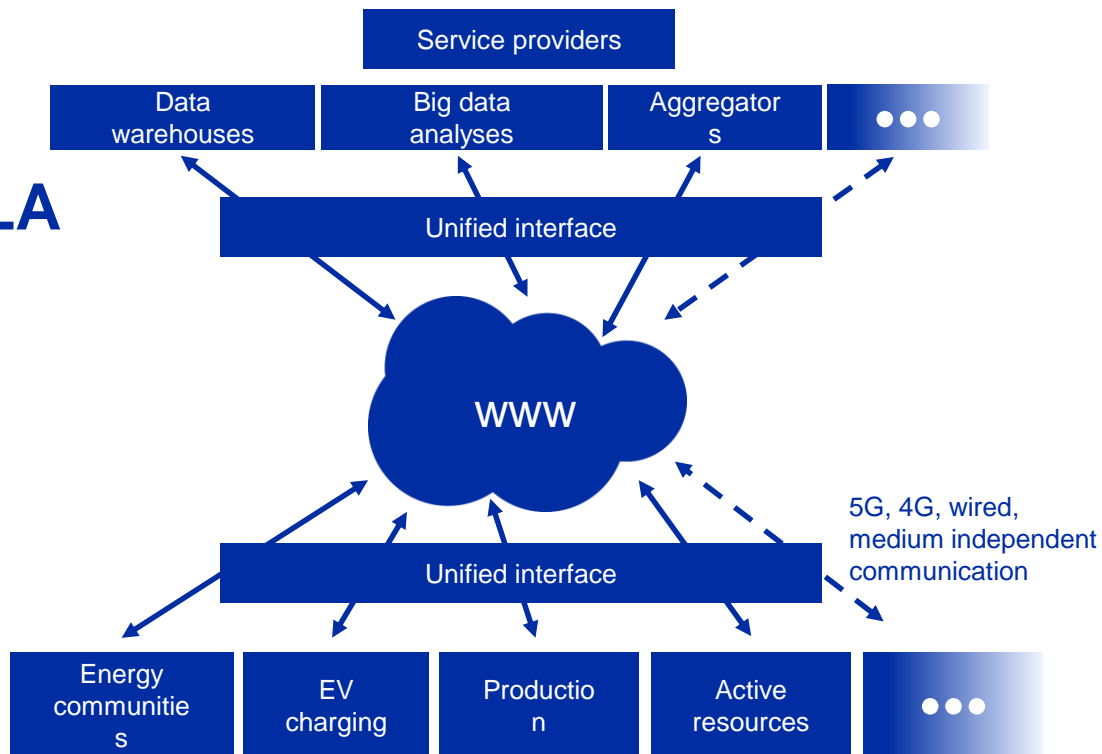 Service providers
Data
warehouses
Big data
analyses
Aggregator
s
●●●
LA
Unified interface
www
5G, 4G, wired,
medium independent
communication
Unified interface
Energy
communitie
s
EV
charging
Productio
n
Active
resources
●●●